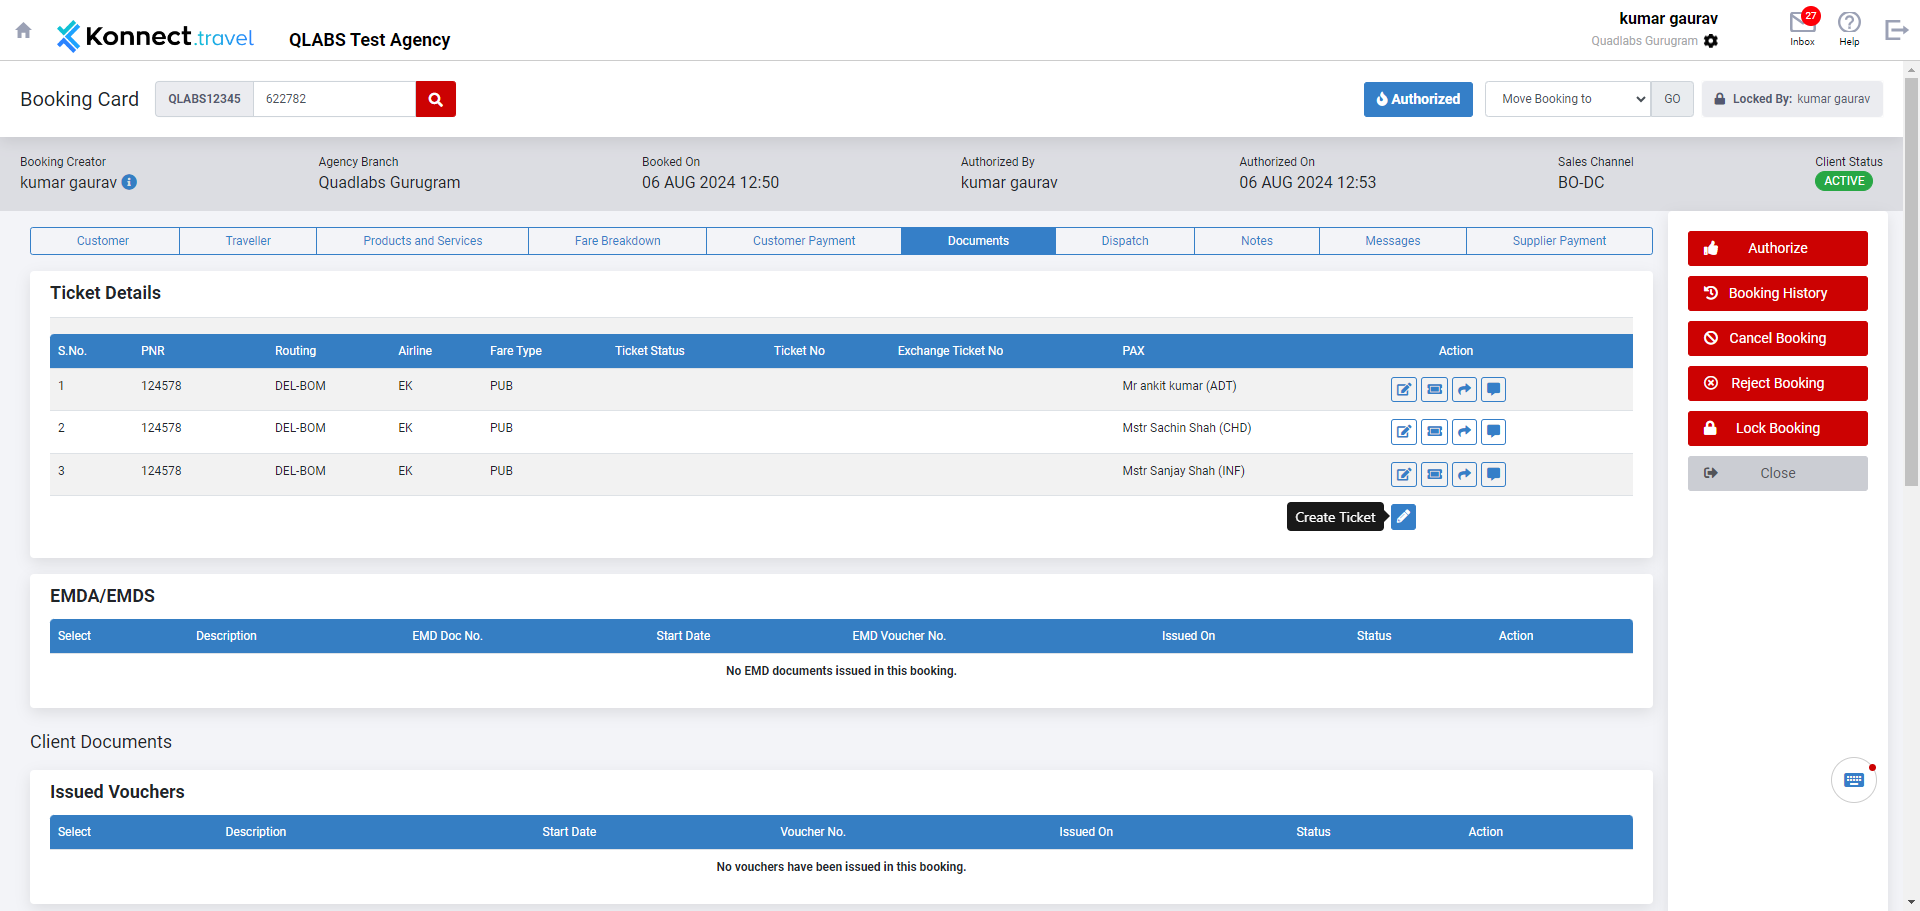 Konnect.travel
QLABS Test Agency
kumar gaurav
Quadlabs Gurugram
27
Inbox
Help
Booking Card
QLABS12345
622782
Authorized
Move Booking to
GO
Locked By: kumar gaurav
Booking Creator
kumar gaurav
Agency Branch
Quadlabs Gurugram
Booked On
06 AUG 2024 12:50
Authorized By
kumar gaurav
Authorized On
06 AUG 2024 12:53
Sales Channel
BO-DC
Client Status
ACTIVE
Customer
Traveller
Products and Services
Fare Breakdown
Customer Payment
Documents
Dispatch
Notes
Messages
Supplier Payment
Ticket Details
S.No. PNR Routing Airline Fare Type Ticket Status Ticket No Exchange Ticket No PAX Action
1 124578 DEL-BOM EK PUB Mr ankit kumar (ADT)
2 124578 DEL-BOM EK PUB Mstr Sachin Shah (CHD)
3 124578 DEL-BOM EK PUB Mstr Sanjay Shah (INF)
Create Ticket
EMDA/EMDS
Select Description EMD Doc No. Start Date EMD Voucher No. Issued On Status Action
No EMD documents issued in this booking.
Client Documents
Issued Vouchers
Select Description Start Date Voucher No. Issued On Status Action
No vouchers have been issued in this booking.
Authorize
Booking History
Cancel Booking
Reject Booking
Lock Booking
Close